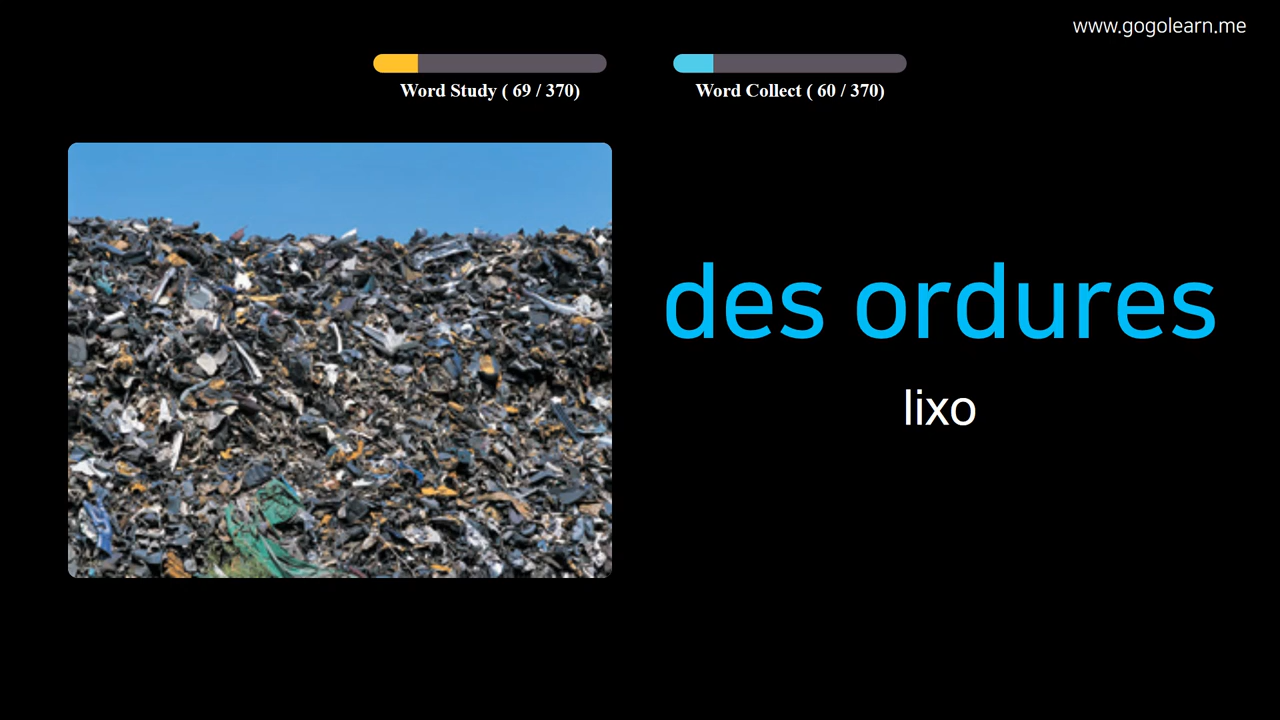 www.gogolearn.me
Word Study ( 69 / 370)
Word Collect ( 60 / 370)
des ordures
lixo